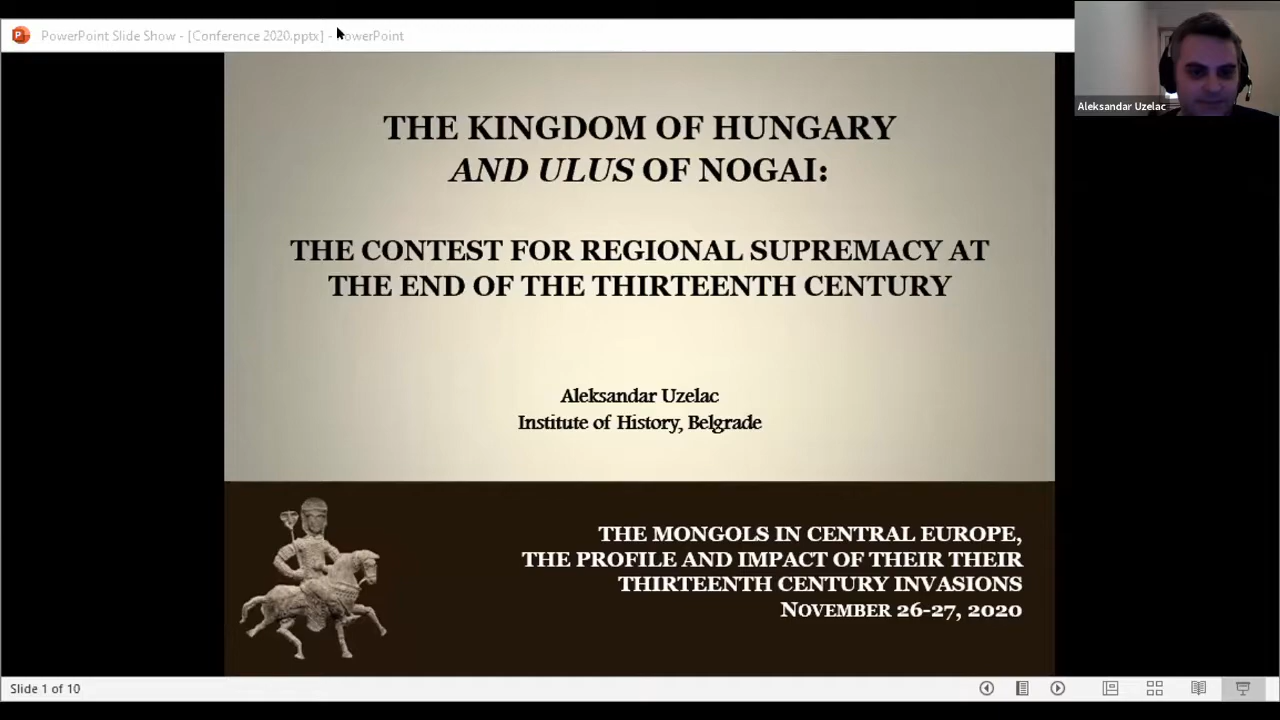 PowerPoint Slide Show - [Conference 2020.pptx] - PowerPoint
Aleksandar Uzelac
THE KINGDOM OF HUNGARY
AND ULUS OF NOGAI:
THE CONTEST FOR REGIONAL SUPREMACY AT
THE END OF THE THIRTEENTH CENTURY
Aleksandar Uzelac
Institute of History, Belgrade
THE MONGOLS IN CENTRAL EUROPE,
THE PROFILE AND IMPACT OF THEIR THEIR
THIRTEENTH CENTURY INVASIONS
NOVEMBER 26-27, 2020
Slide 1 of 10